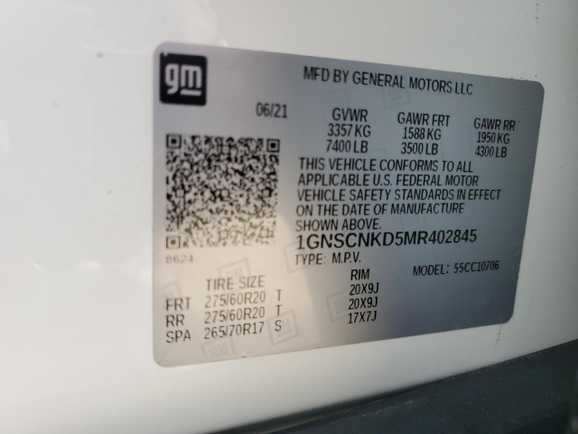 gm
MFD BY GENERAL MOTORS LLC
06/21
GVWR GAWR FRT GAWR RR
3357 KG 1588 KG 1950 KG
7400 LB 3500 LB 4300 LB
THIS VEHICLE CONFORMS TO ALL
APPLICABLE U.S. FEDERAL MOTOR
VEHICLE SAFETY STANDARDS IN EFFECT
ON THE DATE OF MANUFACTURE
SHOWN ABOVE.
1GNSCNKD5MR402845
8624
TYPE: M.P.V. MODEL: 55CC10706
TIRE SIZE RIM
FRT 275/60R20 T 20X9J
RR 275/60R20 T 20X9J
SPA 265/70R17 S 17X7J